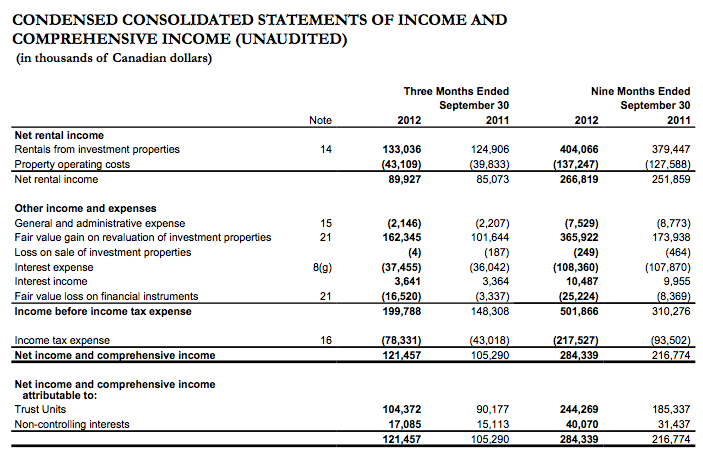 CONDENSED CONSOLIDATED STATEMENTS OF INCOME AND
COMPREHENSIVE INCOME (UNAUDITED)
(in thousands of Canadian dollars)
Three Months Ended Nine Months Ended
September 30 September 30
Note 2012 2011 2012 2011
Net rental income
Rentals from investment properties 14 133,036 124,906 404,066 379,447
Property operating costs (43,109) (39,833) (137,247) (127,588)
Net rental income 89,927 85,073 266,819 251,859
Other income and expenses
General and administrative expense 15 (2,146) (2,207) (7,529) (8,773)
Fair value gain on revaluation of investment properties 21 162,345 101,644 365,922 173,938
Loss on sale of investment properties (4) (187) (249) (464)
Interest expense 8(g) (37,455) (36,042) (108,360) (107,870)
Interest income 3,641 3,364 10,487 9,955
Fair value loss on financial instruments 21 (16,520) (3,337) (25,224) (8,369)
Income before income tax expense 199,788 148,308 501,866 310,276
Income tax expense 16 (78,331) (43,018) (217,527) (93,502)
Net income and comprehensive income 121,457 105,290 284,339 216,774
Net income and comprehensive income
attributable to:
Trust Units 104,372 90,177 244,269 185,337
Non-controlling interests 17,085 15,113 40,070 31,437
121,457 105,290 284,339 216,774